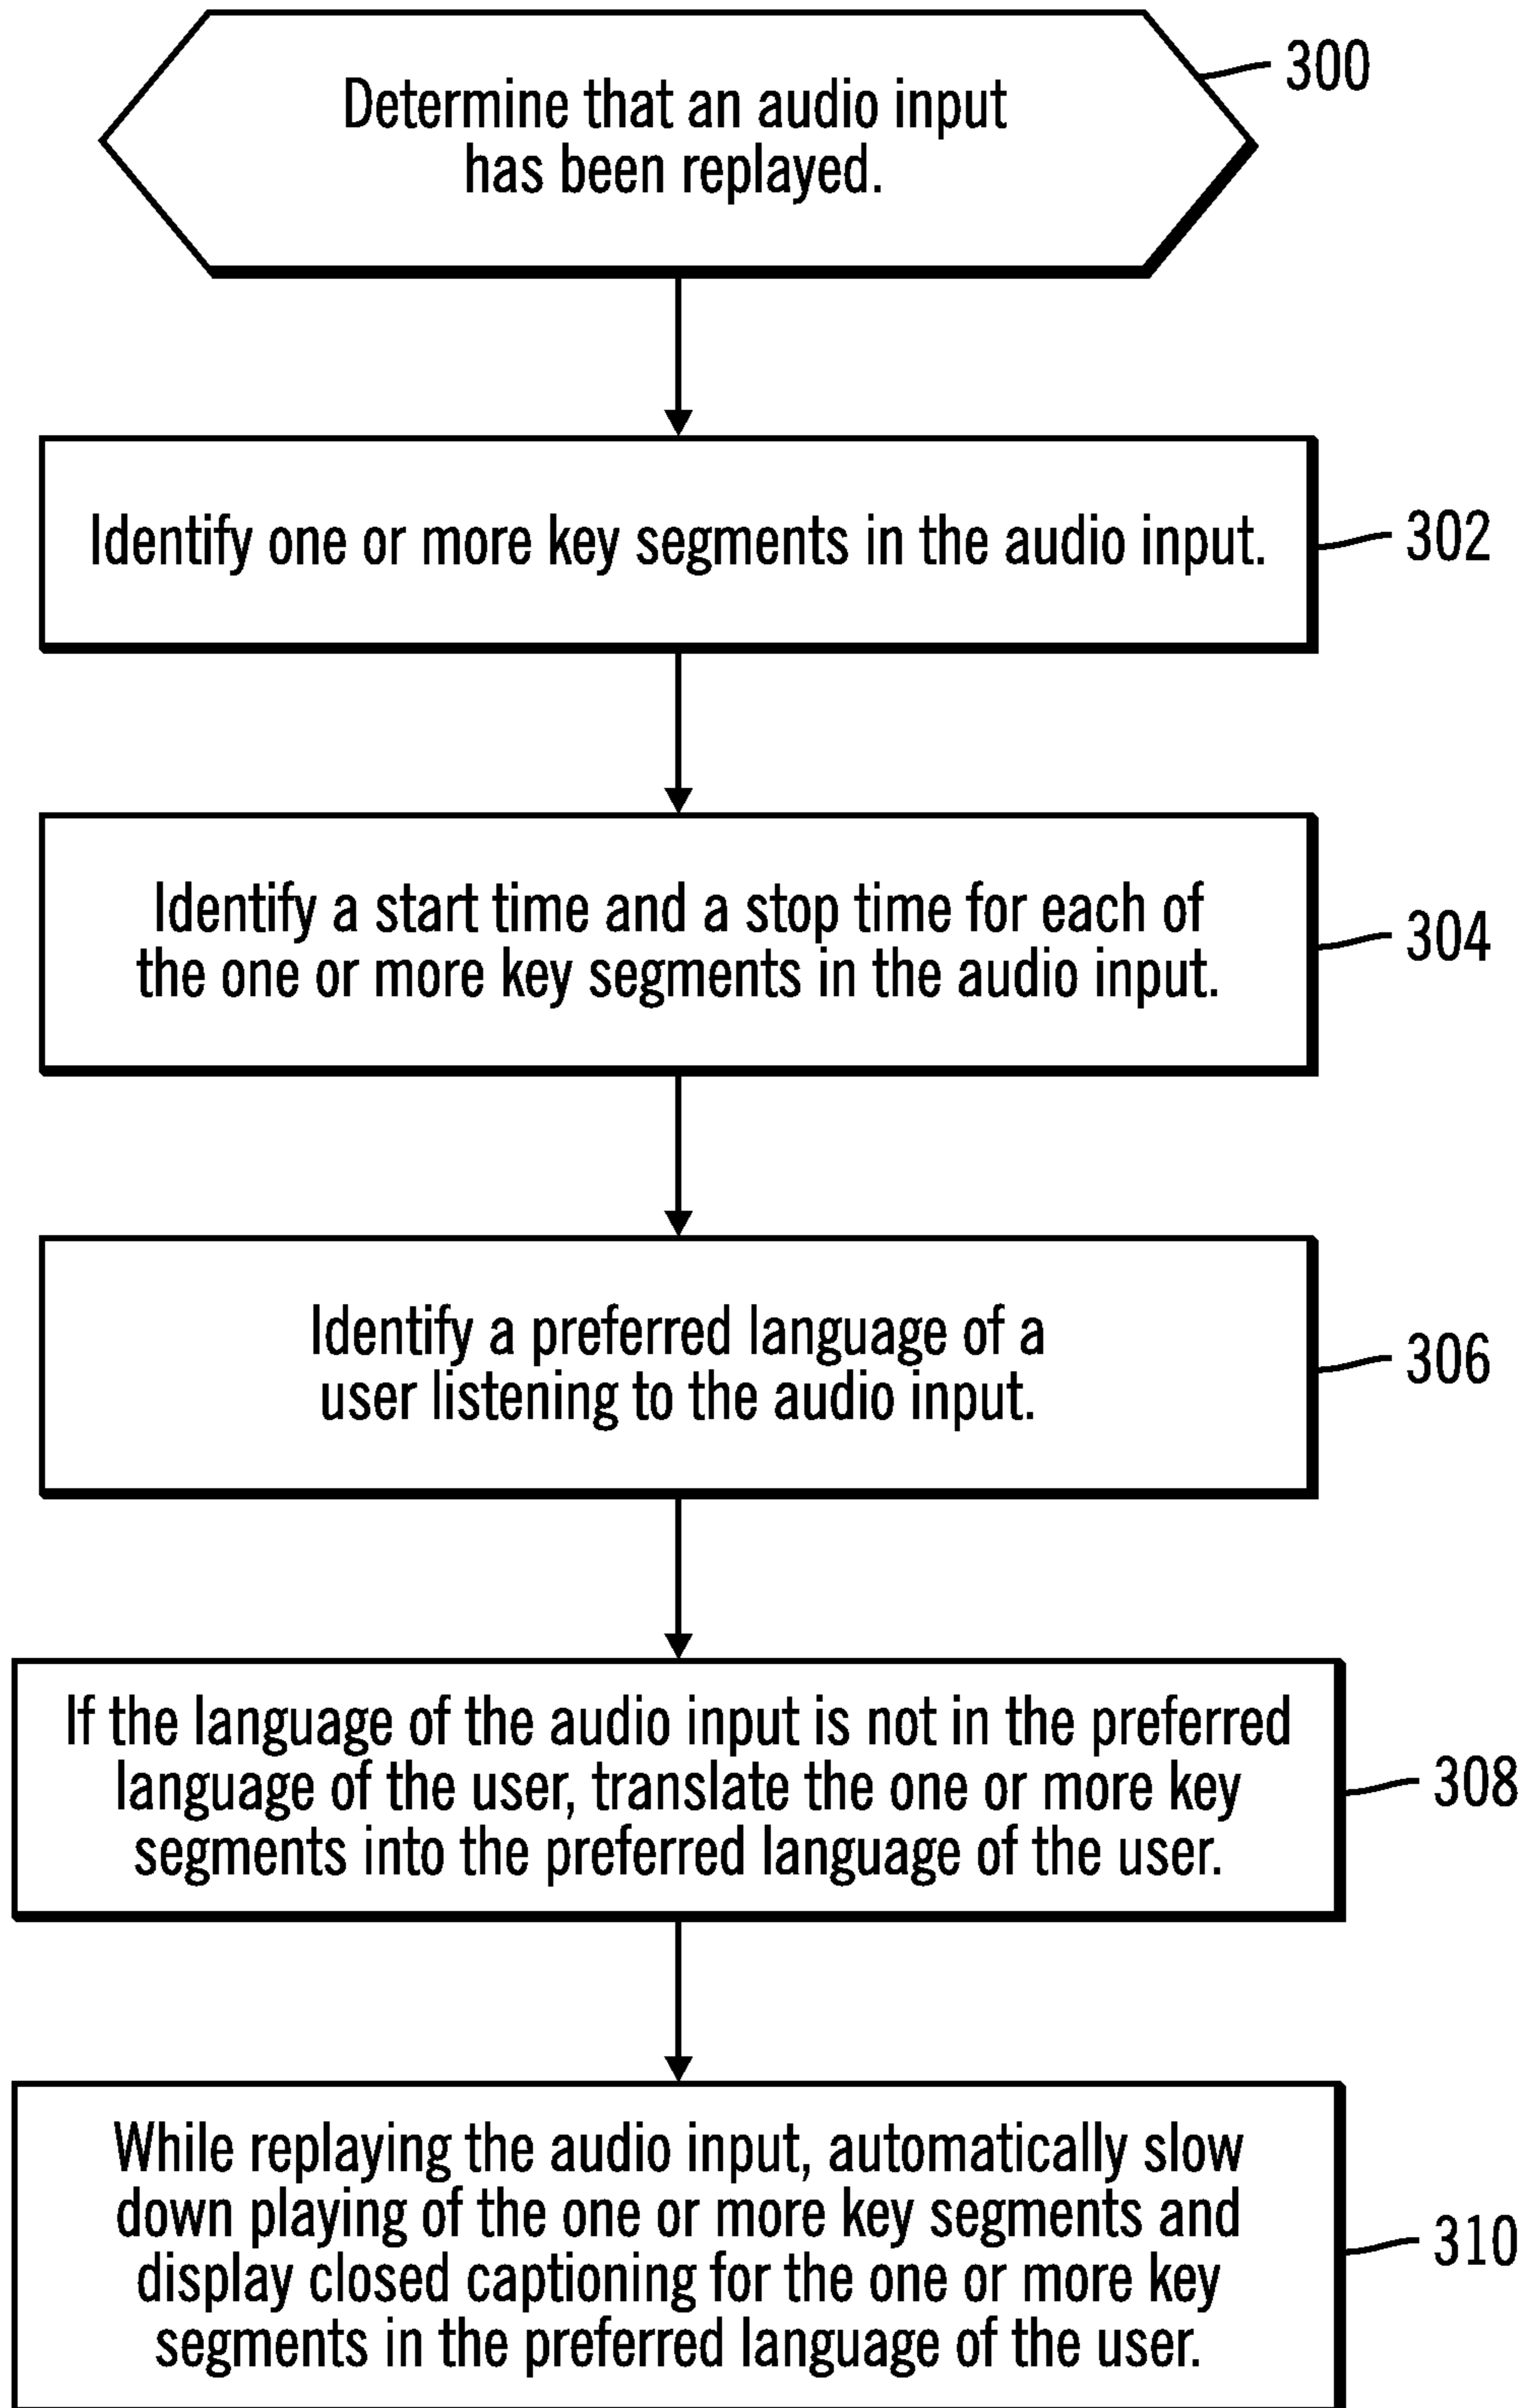 Determine that an audio input
has been replayed.
300
Identify one or more key segments in the audio input.
302
Identify a start time and a stop time for each of
the one or more key segments in the audio input.
304
Identify a preferred language of a
user listening to the audio input.
306
If the language of the audio input is not in the preferred
language of the user, translate the one or more key
segments into the preferred language of the user.
308
While replaying the audio input, automatically slow
down playing of the one or more key segments and
display closed captioning for the one or more key
segments in the preferred language of the user.
310